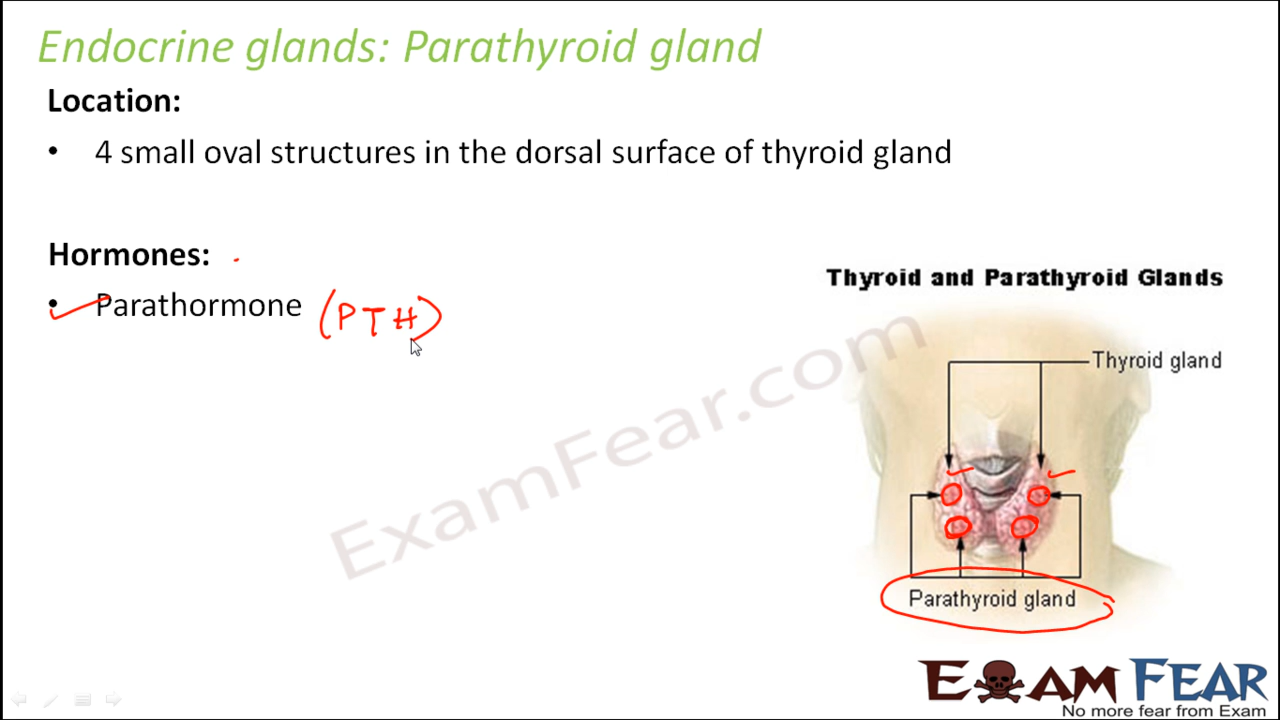 Endocrine glands: Parathyroid gland
Location:
• 4 small oval structures in the dorsal surface of thyroid gland
Hormones:
• Parathormone (PTH)
Thyroid and Parathyroid Glands
Thyroid gland
Parathyroid gland
ExamFear.com
EXAM FEAR
No more fear from Exam